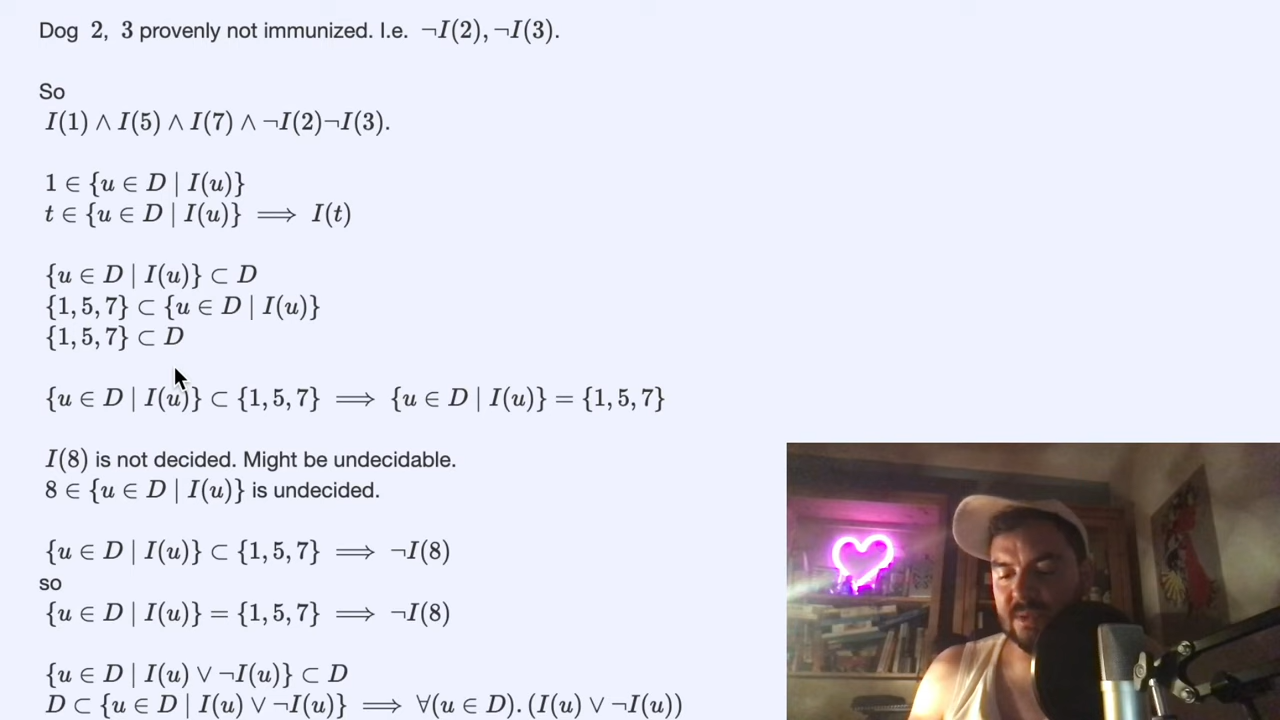 Dog 2, 3 provenly not immunized. I.e. ¬I(2), ¬I(3).
So
I(1) ∧ I(5) ∧ I(7) ∧ ¬I(2)¬I(3).
1 ∈ {u ∈ D | I(u)}
t ∈ {u ∈ D | I(u)} ⟹ I(t)
{u ∈ D | I(u)} ⊂ D
{1, 5, 7} ⊂ {u ∈ D | I(u)}
{1, 5, 7} ⊂ D
{u ∈ D | I(u)} ⊂ {1, 5, 7} ⟹ {u ∈ D | I(u)} = {1, 5, 7}
I(8) is not decided. Might be undecidable.
8 ∈ {u ∈ D | I(u)} is undecided.
{u ∈ D | I(u)} ⊂ {1, 5, 7} ⟹ ¬I(8)
so
{u ∈ D | I(u)} = {1, 5, 7} ⟹ ¬I(8)
{u ∈ D | I(u) ∨ ¬I(u)} ⊂ D
D ⊂ {u ∈ D | I(u) ∨ ¬I(u)} ⟹ ∀(u ∈ D). (I(u) ∨ ¬I(u))